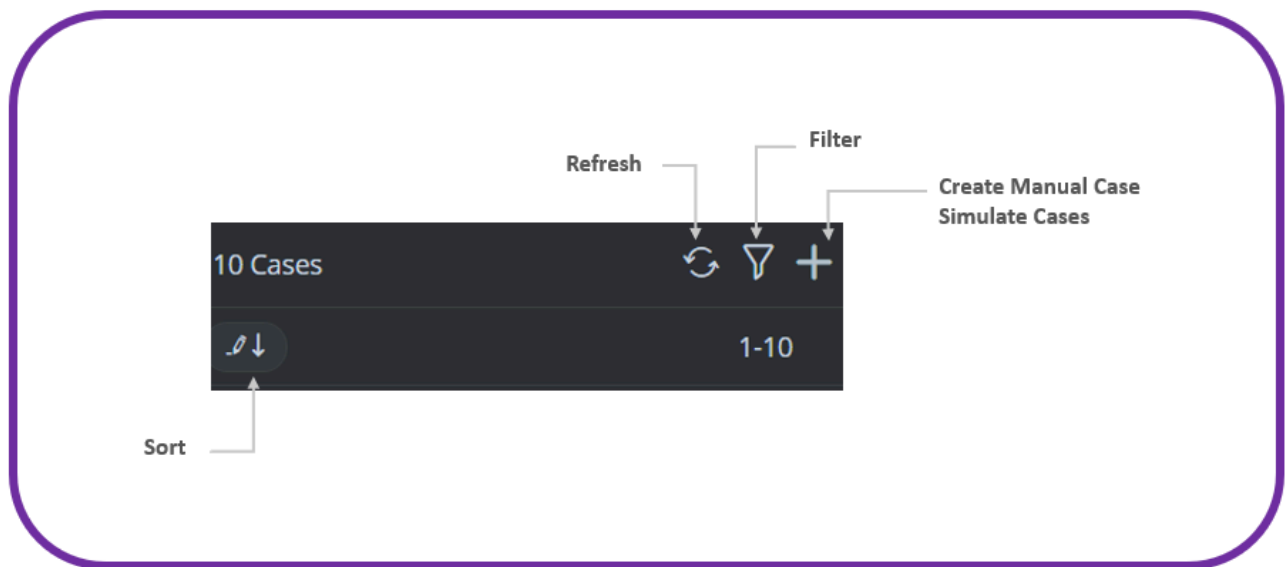 Filter
Refresh
Create Manual Case
Simulate Cases
10 Cases
1-10
Sort